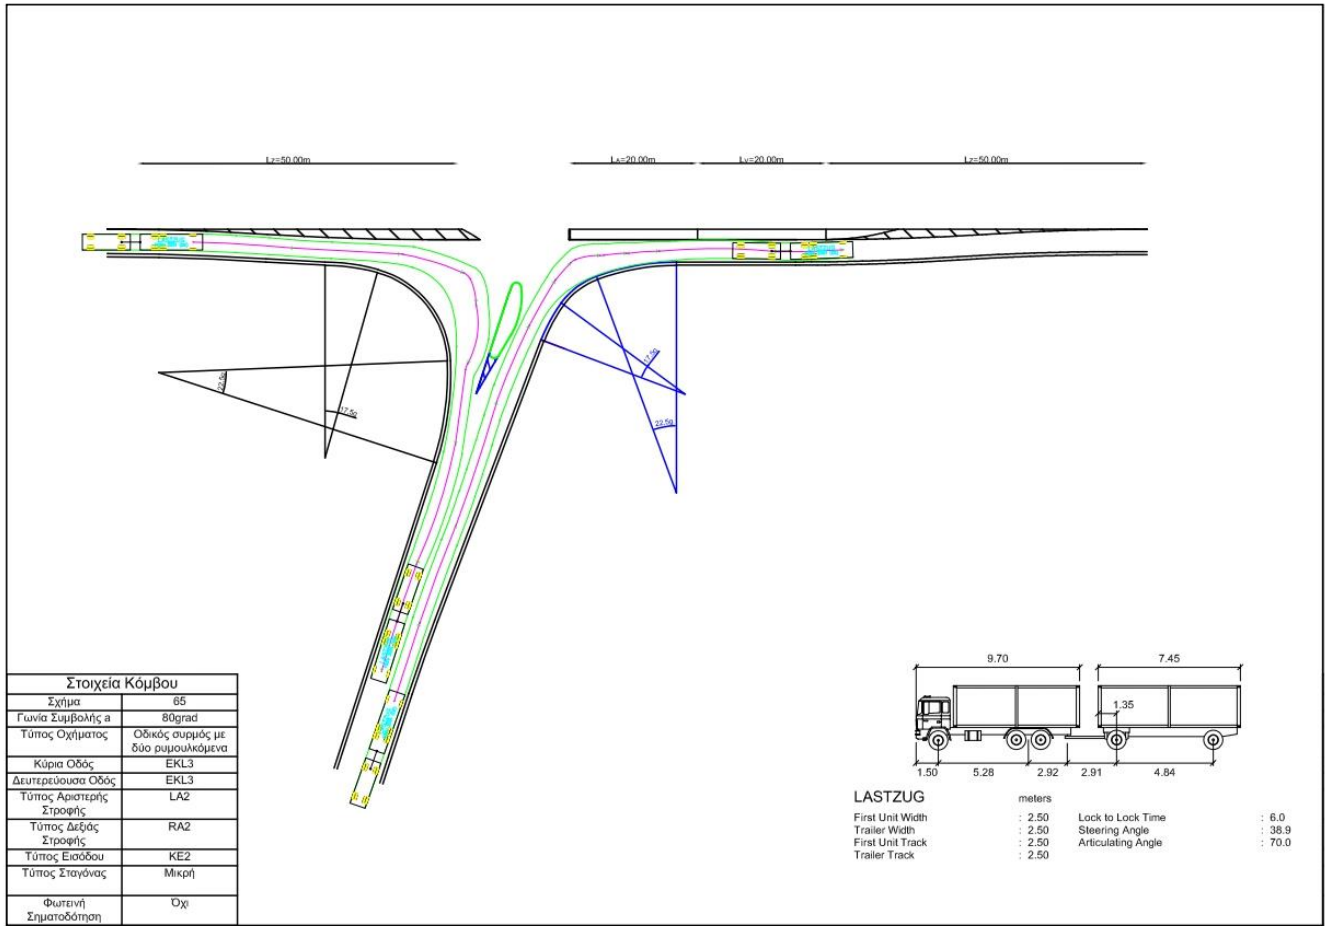 Lz=50.00m
LA=20.00m
Lv=20.00m
Lz=50.00m
22.5g
17.5g
17.5g
22.5g
Στοιχεία Κόμβου
Σχήμα 65
Γωνία Συμβολής a 80grad
Τύπος Οχήματος Οδικός συρμός με
δύο ρυμουλκόμενα
Κύρια Οδός EKL3
Δευτερεύουσα Οδός EKL3
Τύπος Αριστερής LA2
Στροφής
Τύπος Δεξιάς RA2
Στροφής
Τύπος Εισόδου KE2
Τύπος Σταγόνας Μικρή
Φωτεινή Όχι
Σηματοδότηση
9.70 7.45
1.35
1.50 5.28 2.92 2.91 4.84
LASTZUG meters
First Unit Width : 2.50 Lock to Lock Time : 6.0
Trailer Width : 2.50 Steering Angle : 38.9
First Unit Track : 2.50 Articulating Angle : 70.0
Trailer Track : 2.50